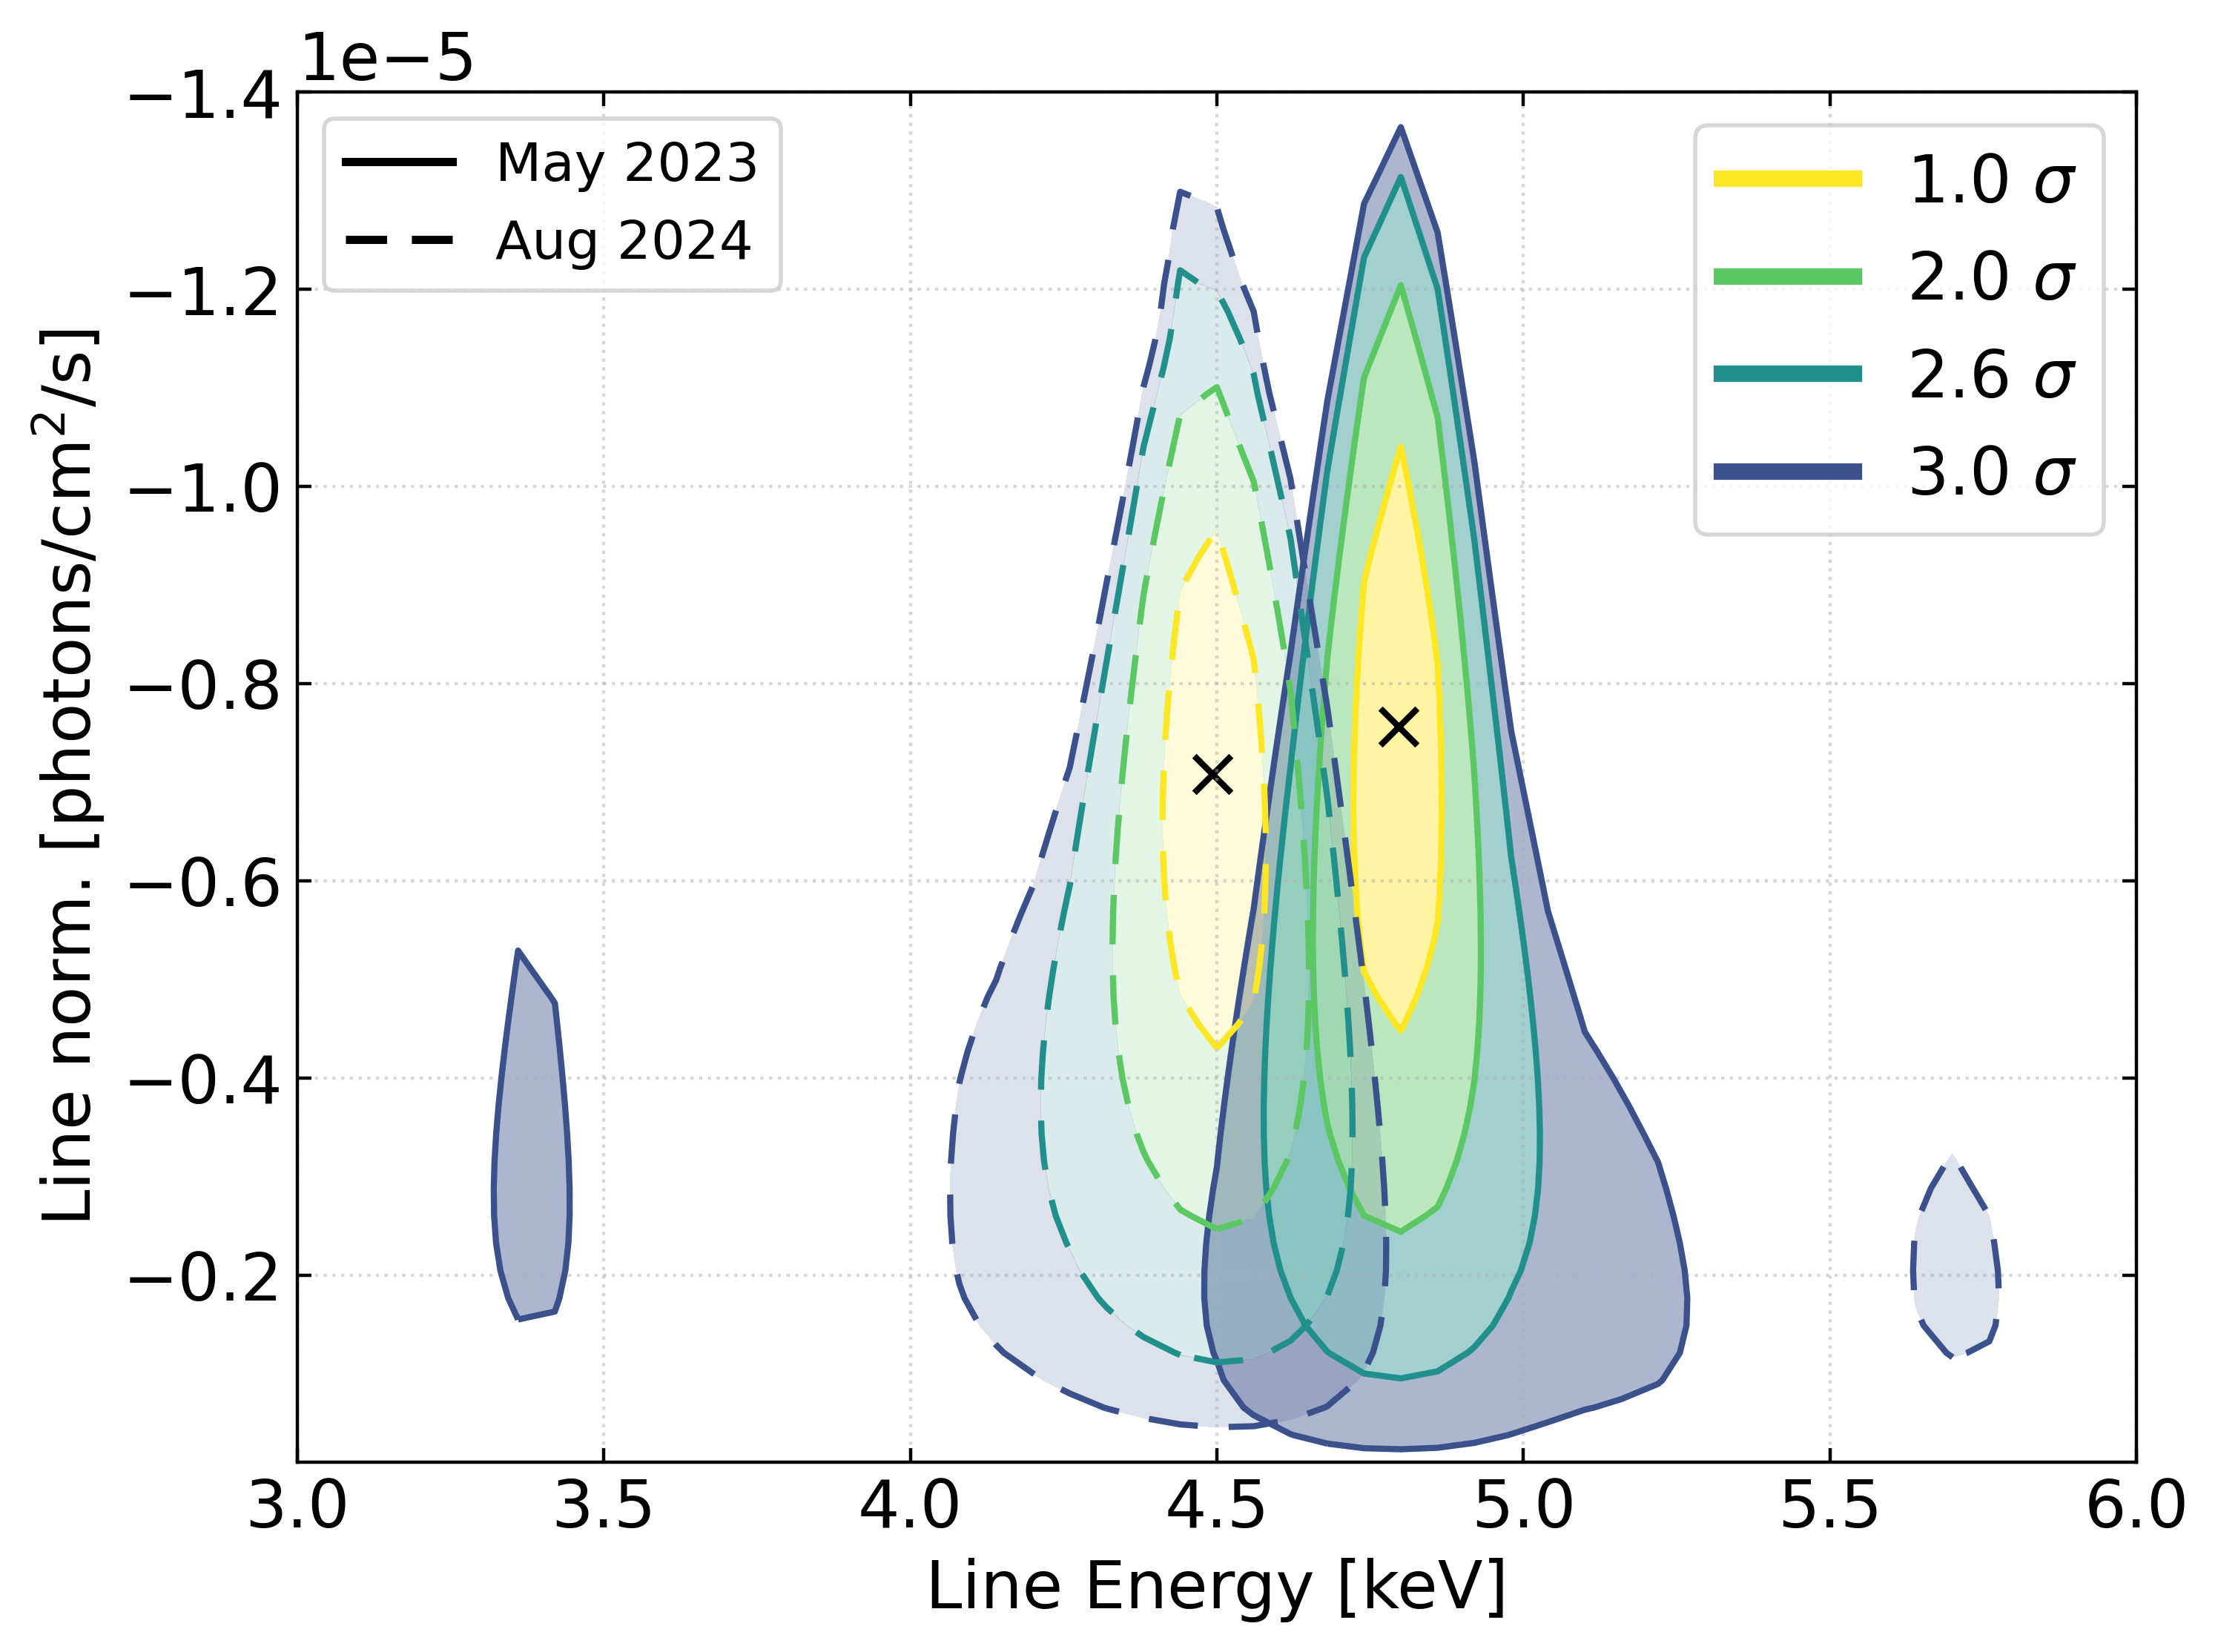 1e−5
−1.4
−1.2
−1.0
−0.8
−0.6
−0.4
−0.2
Line norm. [photons/cm²/s]
May 2023
Aug 2024
1.0 σ
2.0 σ
2.6 σ
3.0 σ
3.0 3.5 4.0 4.5 5.0 5.5 6.0
Line Energy [keV]